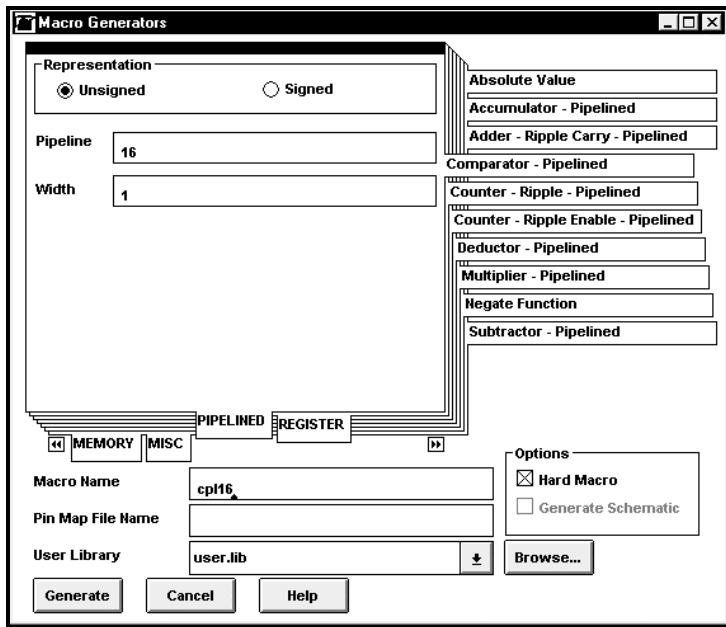 Macro Generators
Representation
Unsigned
Signed
Pipeline
16
Width
1
Absolute Value
Accumulator - Pipelined
Adder - Ripple Carry - Pipelined
Comparator - Pipelined
Counter - Ripple - Pipelined
Counter - Ripple Enable - Pipelined
Deductor - Pipelined
Multiplier - Pipelined
Negate Function
Subtractor - Pipelined
PIPELINED
REGISTER
MEMORY
MISC
Macro Name
cpl16
Options
Hard Macro
Generate Schematic
Pin Map File Name
User Library
user.lib
Browse...
Generate
Cancel
Help